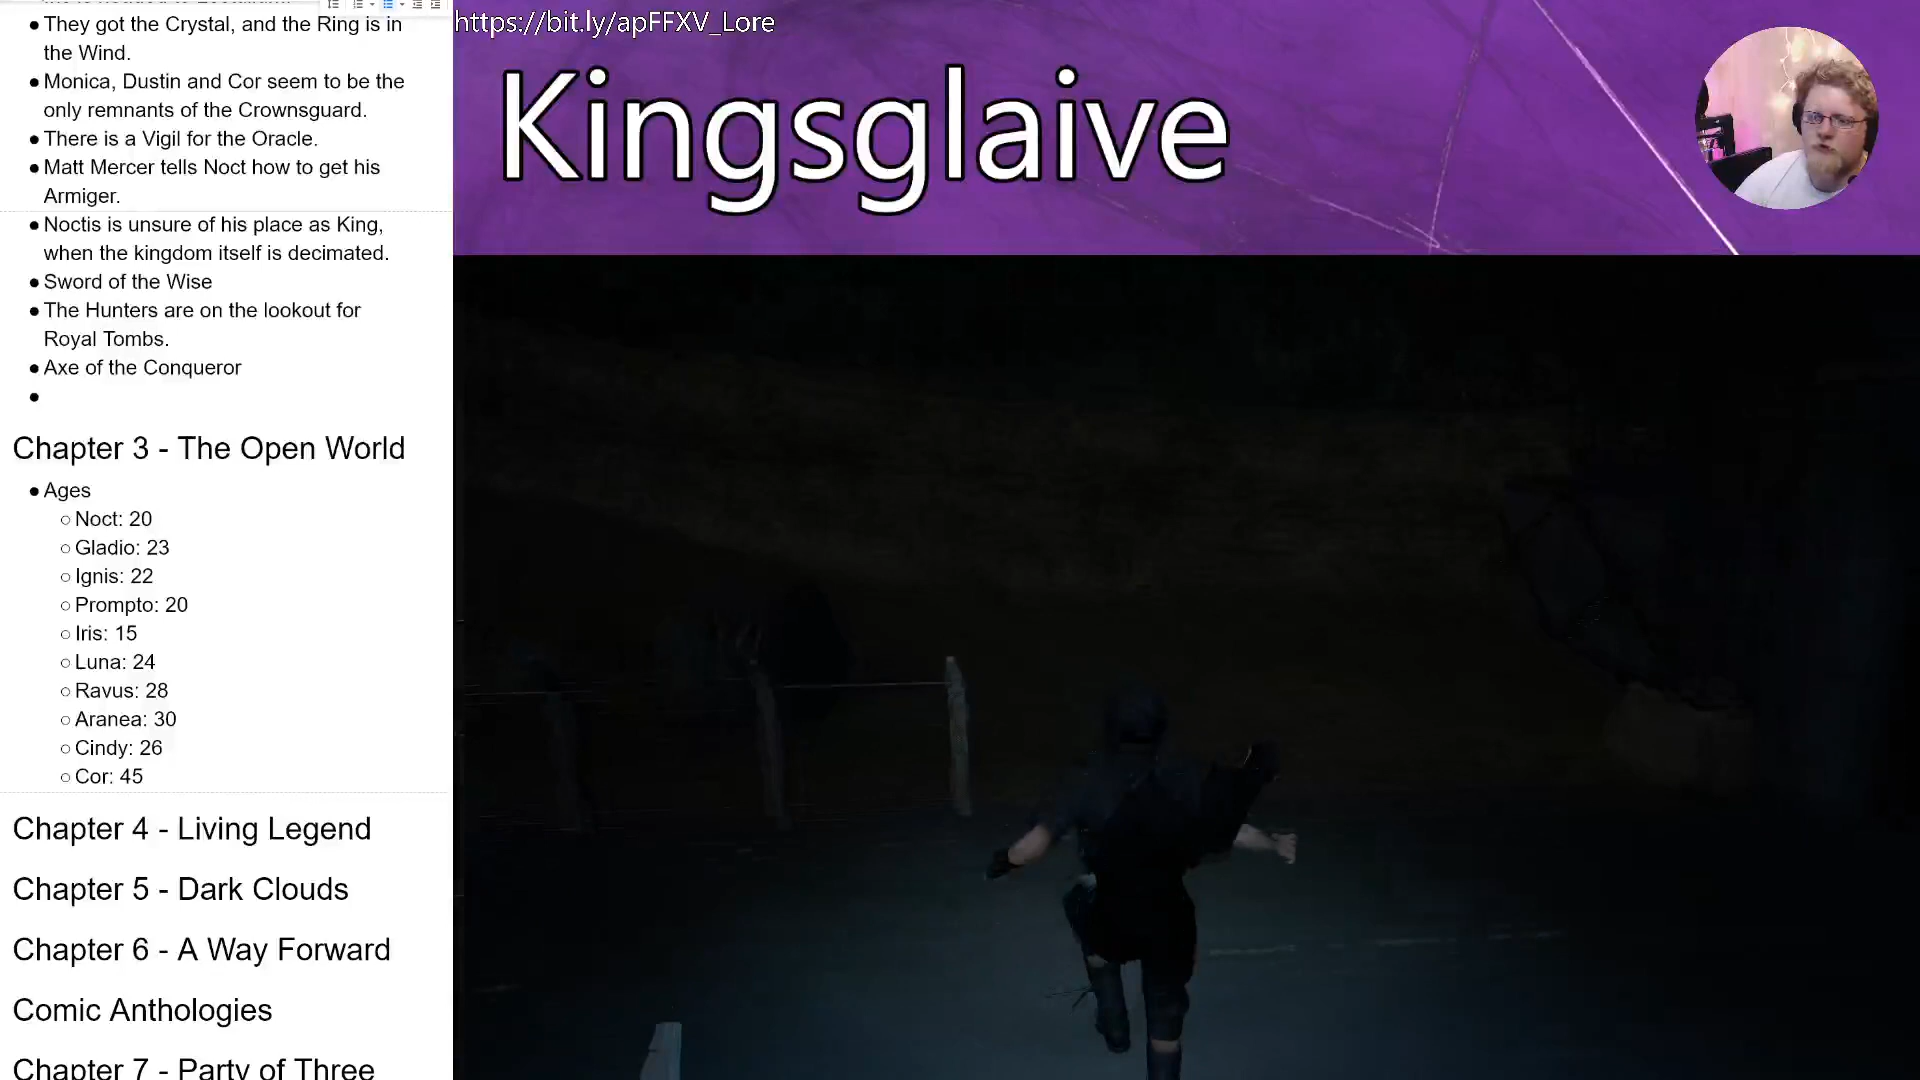 They got the Crystal, and the Ring is in
the Wind.
Monica, Dustin and Cor seem to be the
only remnants of the Crownsguard.
There is a Vigil for the Oracle.
Matt Mercer tells Noct how to get his
Armiger.
Noctis is unsure of his place as King,
when the kingdom itself is decimated.
Sword of the Wise
The Hunters are on the lookout for
Royal Tombs.
Axe of the Conqueror
Chapter 3 - The Open World
Ages
Noct: 20
Gladio: 23
Ignis: 22
Prompto: 20
Iris: 15
Luna: 24
Ravus: 28
Aranea: 30
Cindy: 26
Cor: 45
Chapter 4 - Living Legend
Chapter 5 - Dark Clouds
Chapter 6 - A Way Forward
Comic Anthologies
Chapter 7 - Party of Three
https://bit.ly/apFFXV_Lore
Kingsglaive